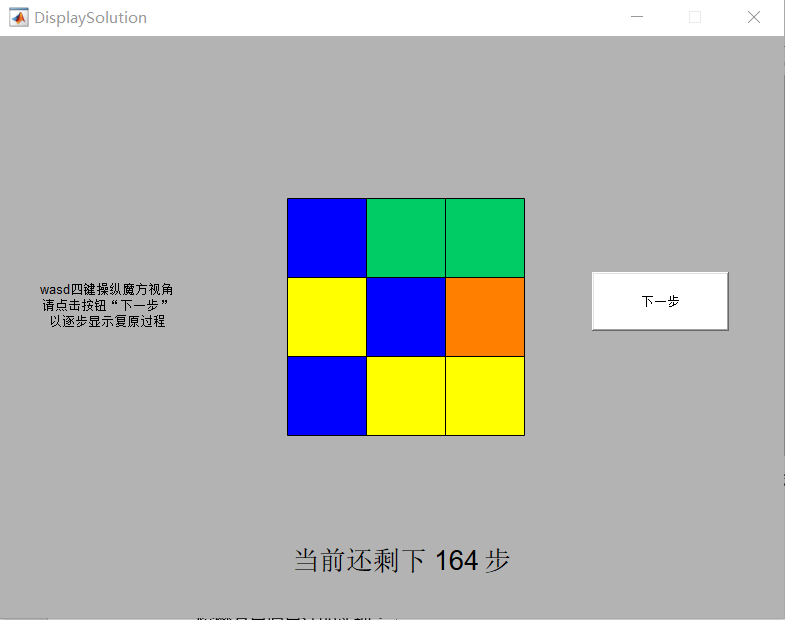 DisplaySolution
wasd四键操纵魔方视角
请点击按钮“下一步”
以逐步显示复原过程
下一步
当前还剩下 164 步